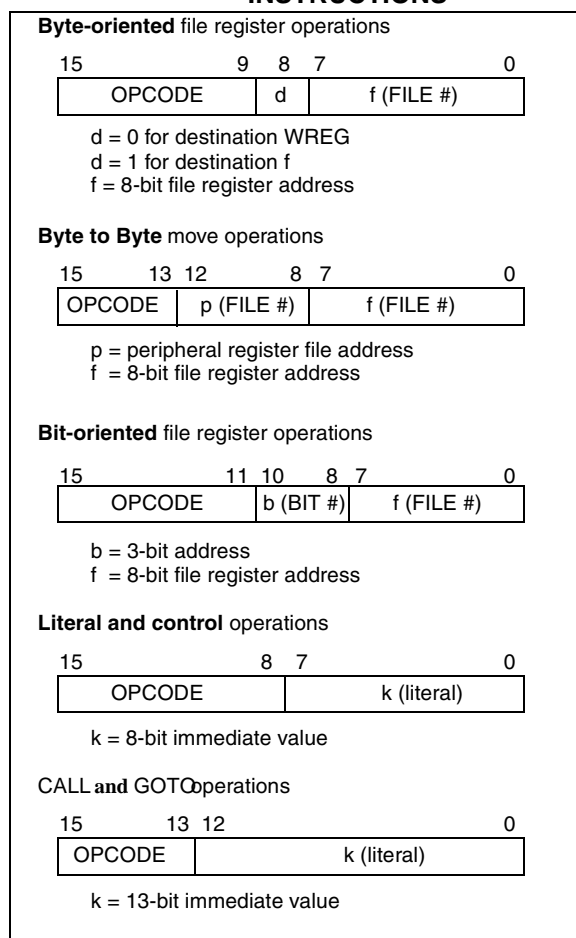 INSTRUCTIONS
Byte-oriented file register operations
15 9 8 7 0
OPCODE d f (FILE #)
d = 0 for destination WREG
d = 1 for destination f
f = 8-bit file register address
Byte to Byte move operations
15 13 12 8 7 0
OPCODE p (FILE #) f (FILE #)
p = peripheral register file address
f = 8-bit file register address
Bit-oriented file register operations
15 11 10 8 7 0
OPCODE b (BIT #) f (FILE #)
b = 3-bit address
f = 8-bit file register address
Literal and control operations
15 8 7 0
OPCODE k (literal)
k = 8-bit immediate value
CALL and GOTO operations
15 13 12 0
OPCODE k (literal)
k = 13-bit immediate value